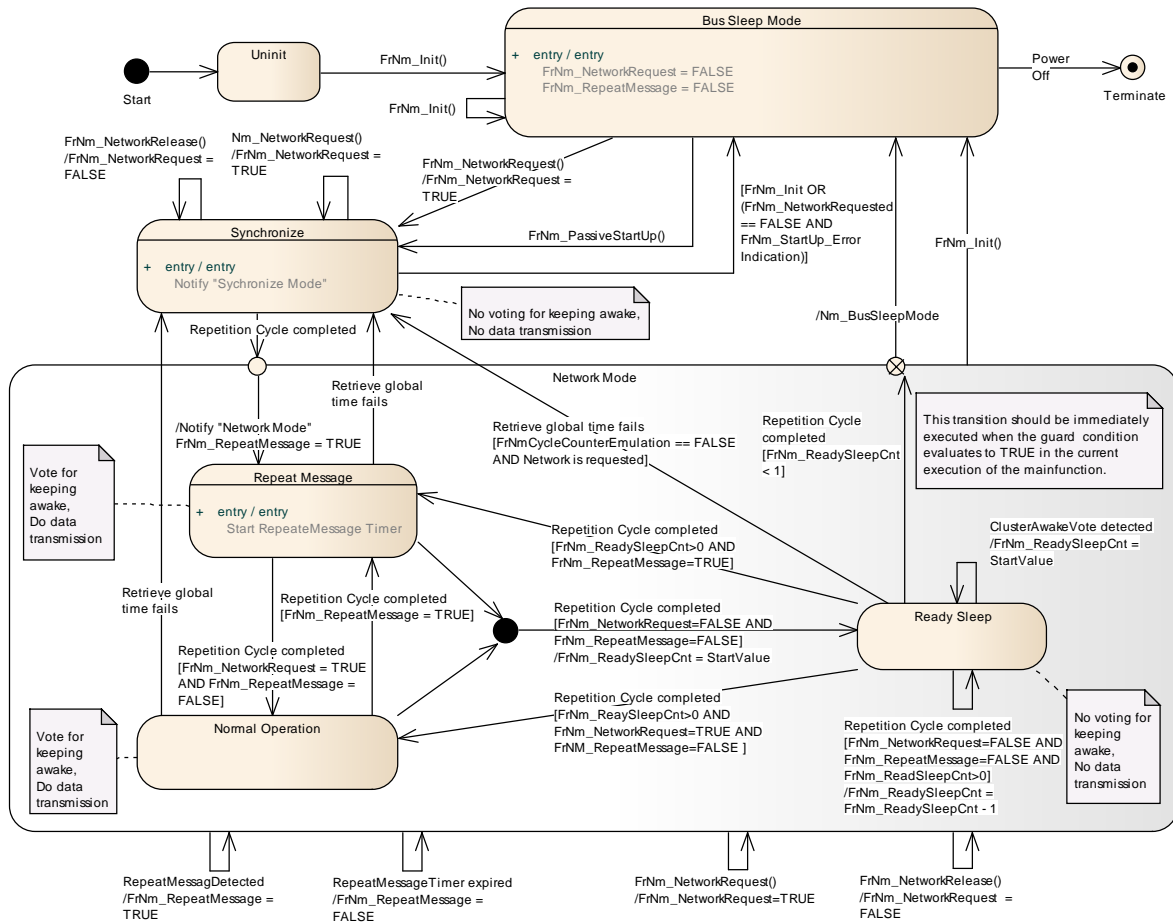 Bus Sleep Mode
+ entry / entry
FrNm_NetworkRequest = FALSE
FrNm_RepeatMessage = FALSE
Uninit
FrNm_Init()
Start
FrNm_Init()
Power
Off
Terminate
FrNm_NetworkRelease()
/FrNm_NetworkRequest =
FALSE
Nm_NetworkRequest()
/FrNm_NetworkRequest =
TRUE
FrNm_NetworkRequest()
/FrNm_NetworkRequest =
TRUE
[FrNm_Init OR
(FrNm_NetworkRequested
== FALSE AND
FrNm_StartUp_Error
Indication)]
FrNm_PassiveStartUp()
FrNm_Init()
Synchronize
+ entry / entry
Notify "Sychronize Mode"
No voting for keeping awake,
No data transmission
/Nm_BusSleepMode
Repetition Cycle completed
Network Mode
Retrieve global
time fails
/Notify "Network Mode"
FrNm_RepeatMessage = TRUE
Retrieve global time fails
[FrNmCycleCounterEmulation == FALSE
AND Network is requested]
Repetition Cycle
completed
[FrNm_ReadySleepCnt
< 1]
This transition should be immediately
executed when the guard condition
evaluates to TRUE in the current
execution of the mainfunction.
Vote for
keeping
awake,
Do data
transmission
Repeat Message
+ entry / entry
Start RepeateMessage Timer
Repetition Cycle completed
[FrNm_ReadySleepCnt>0 AND
FrNm_RepeatMessage=TRUE]
ClusterAwakeVote detected
/FrNm_ReadySleepCnt =
StartValue
Retrieve global
time fails
Repetition Cycle completed
[FrNm_RepeatMessage = TRUE]
Repetition Cycle completed
[FrNm_NetworkRequest=FALSE AND
FrNm_RepeatMessage=FALSE]
/FrNm_ReadySleepCnt = StartValue
Ready Sleep
Repetition Cycle
completed
[FrNm_NetworkRequest = TRUE
AND FrNm_RepeatMessage =
FALSE]
Repetition Cycle completed
[FrNm_ReaySleepCnt>0 AND
FrNm_NetworkRequest=TRUE AND
FrNM_RepeatMessage=FALSE ]
Vote for
keeping
awake,
Do data
transmission
Normal Operation
Repetition Cycle completed
[FrNm_NetworkRequest=FALSE AND
FrNm_RepeatMessage=FALSE AND
FrNm_ReadSleepCnt>0]
/FrNm_ReadySleepCnt =
FrNm_ReadySleepCnt - 1
No voting for
keeping
awake,
No data
transmission
RepeatMessagDetected
/FrNm_RepeatMessage =
TRUE
RepeatMessageTimer expired
/FrNm_RepeatMessage =
FALSE
FrNm_NetworkRequest()
/FrNm_NetworkRequest=TRUE
FrNm_NetworkRelease()
/FrNm_NetworkRequest =
FALSE